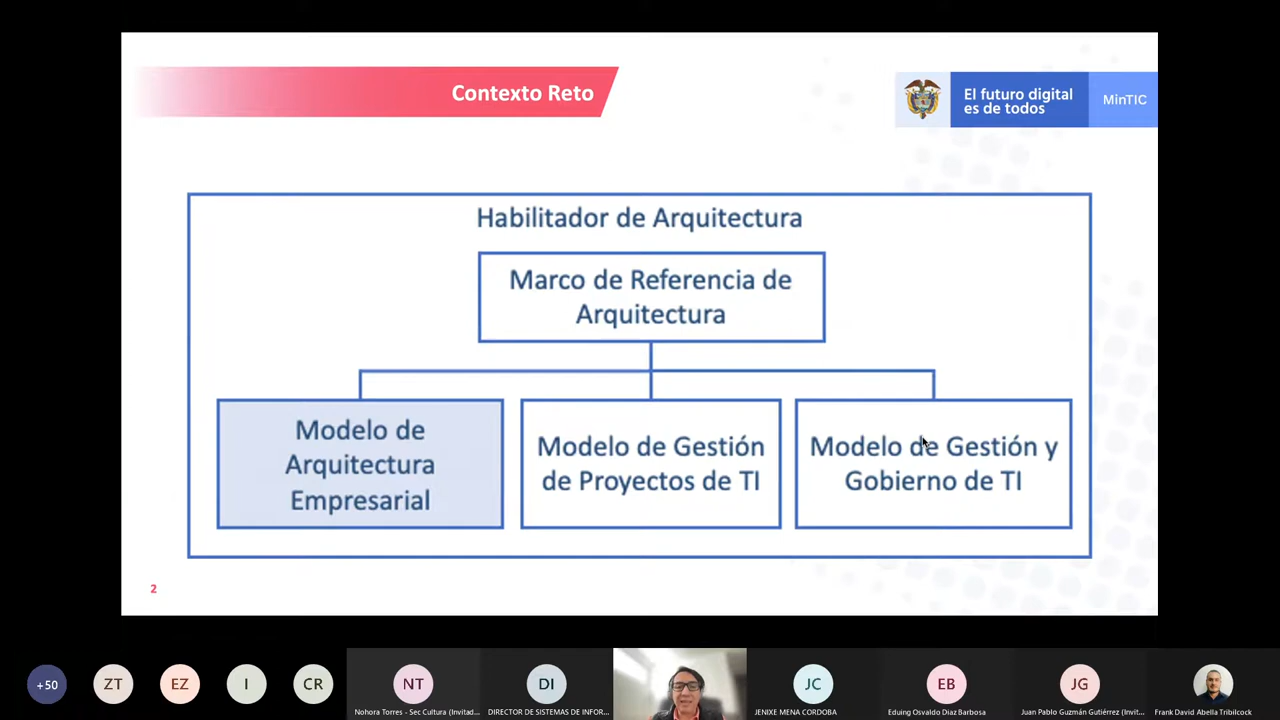 Contexto Reto
El futuro digital
es de todos
MinTIC
Habilitador de Arquitectura
Marco de Referencia de
Arquitectura
Modelo de
Arquitectura
Empresarial
Modelo de Gestión
de Proyectos de TI
Modelo de Gestión y
Gobierno de TI
2
+50
ZT
EZ
I
CR
NT
DI
JC
EB
JG
Nohora Torres - Sec Cultura (Invitad...
DIRECTOR DE SISTEMAS DE INFOR...
JENIXE MENA CORDOBA
Eduing Osvaldo Diaz Barbosa
Juan Pablo Guzmán Gutiérrez (Invit...
Frank David Abella Tribilcock